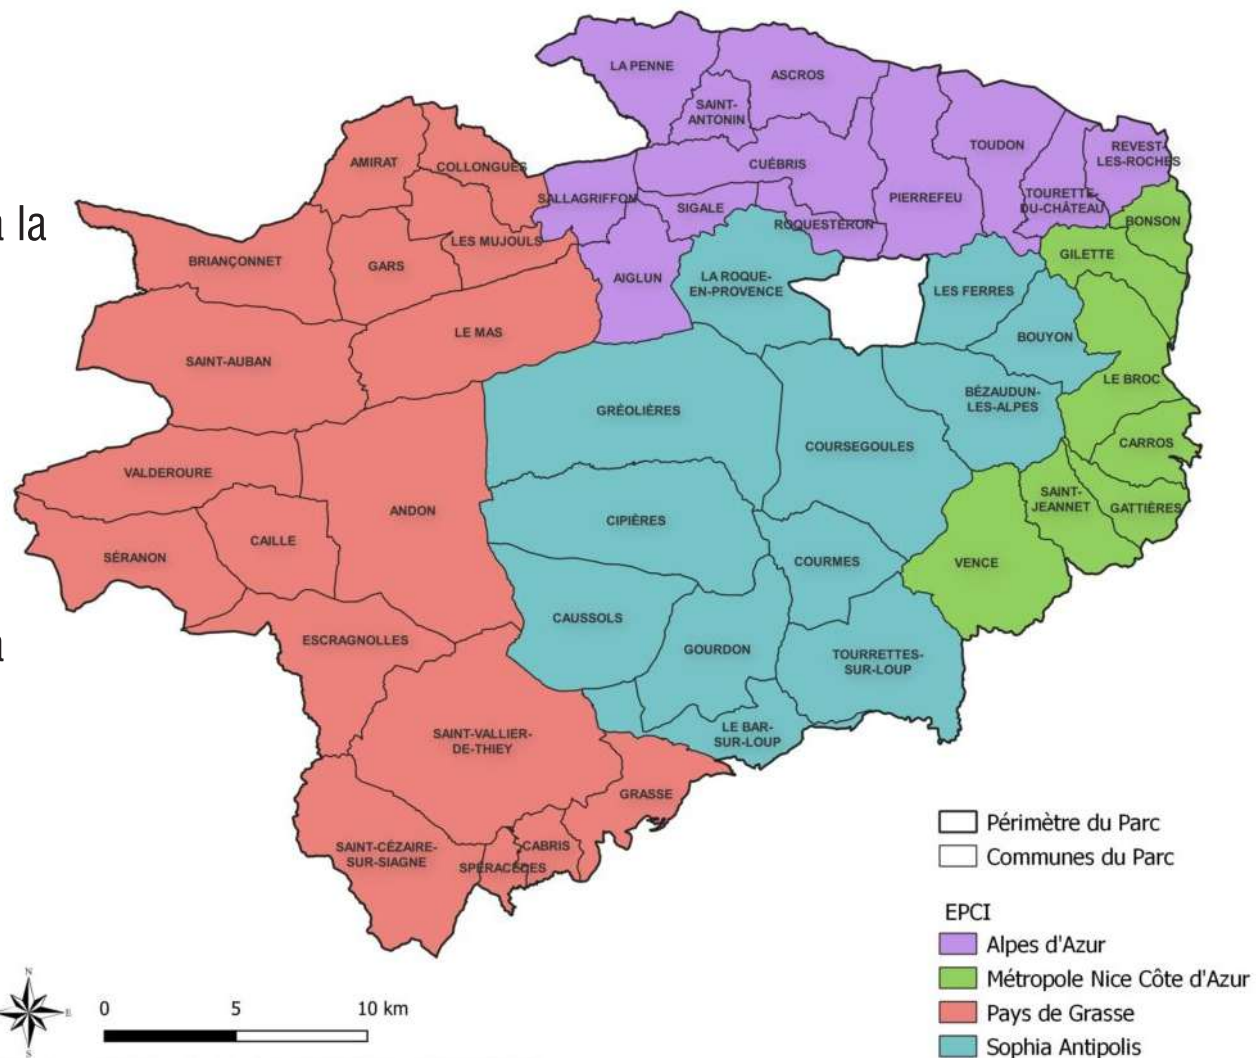 LA PENNE
ASCROS
SAINT-
ANTONIN
TOUDON
REVEST-
LES-ROCHES
AMIRAT
COLLONGUES
CUÉBRIS
SALLAGRIFFON
SIGALE
PIERREFEU
TOURETTE-
DU-CHÂTEAU
à la
ROQUESTÉRON
BONSON
LES MUJOULS
BRIANÇONNET
GARS
GILETTE
AIGLUN
LA ROQUE-
EN-PROVENCE
LES FERRES
LE MAS
BOUYON
SAINT-AUBAN
LE BROC
BÉZAUDUN-
LES-ALPES
GRÉOLIÈRES
COURSEGOULES
CARROS
VALDEROURE
SAINT-
JEANNET
GATTIÈRES
ANDON
CIPIÈRES
CAILLE
SÉRANON
COURMES
VENCE
CAUSSOLS
ESCRAGNOLLES
GOURDON
TOURRETTES-
SUR-LOUP
LE BAR-
SUR-LOUP
SAINT-VALLIER-
DE-THIEY
GRASSE
SAINT-CÉZAIRE-
SUR-SIAGNE
CABRIS
SPÉRACÈDES
Périmètre du Parc
Communes du Parc
EPCI
Alpes d'Azur
Métropole Nice Côte d'Azur
Pays de Grasse
Sophia Antipolis
N
E
S
0 5 10 km